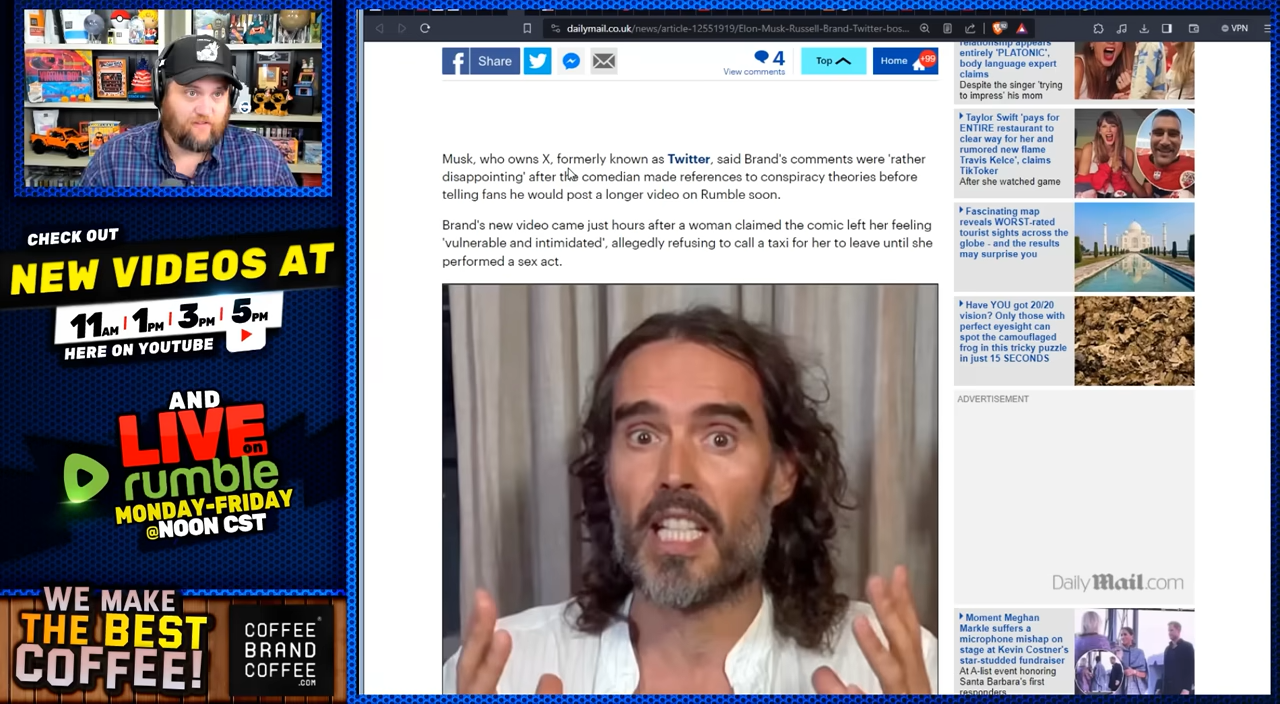 CHECK OUT
NEW VIDEOS AT
11AM | 1PM | 3PM | 5PM
HERE ON YOUTUBE
AND
LIVE on
rumble
MONDAY-FRIDAY
@NOON CST
WE MAKE
THE BEST
COFFEE!
COFFEE
BRAND
COFFEE
.COM
dailymail.co.uk/news/article-12551919/Elon-Musk-Russell-Brand-Twitter-bos...
VPN
f Share
4
View comments
Top
Home
+99
Musk, who owns X, formerly known as Twitter, said Brand's comments were 'rather
disappointing' after the comedian made references to conspiracy theories before
telling fans he would post a longer video on Rumble soon.
Brand's new video came just hours after a woman claimed the comic left her feeling
'vulnerable and intimidated', allegedly refusing to call a taxi for her to leave until she
performed a sex act.
relationship appears
entirely 'PLATONIC',
body language expert
claims
Despite the singer 'trying
to impress' his mom
Taylor Swift 'pays for
ENTIRE restaurant to
clear way for her and
rumored new flame
Travis Kelce', claims
TikToker
After she watched game
Fascinating map
reveals WORST-rated
tourist sights across
the globe - and the results
may surprise you
Have YOU got 20/20
vision? Only those with
perfect eyesight can
spot the camouflaged
frog in this tricky puzzle
in just 15 SECONDS
ADVERTISEMENT
Daily Mail.com
Moment Meghan
Markle suffers a
microphone mishap on
stage at Kevin Costner's
star-studded fundraiser
At A-list event honoring
Santa Barbara's first
responders